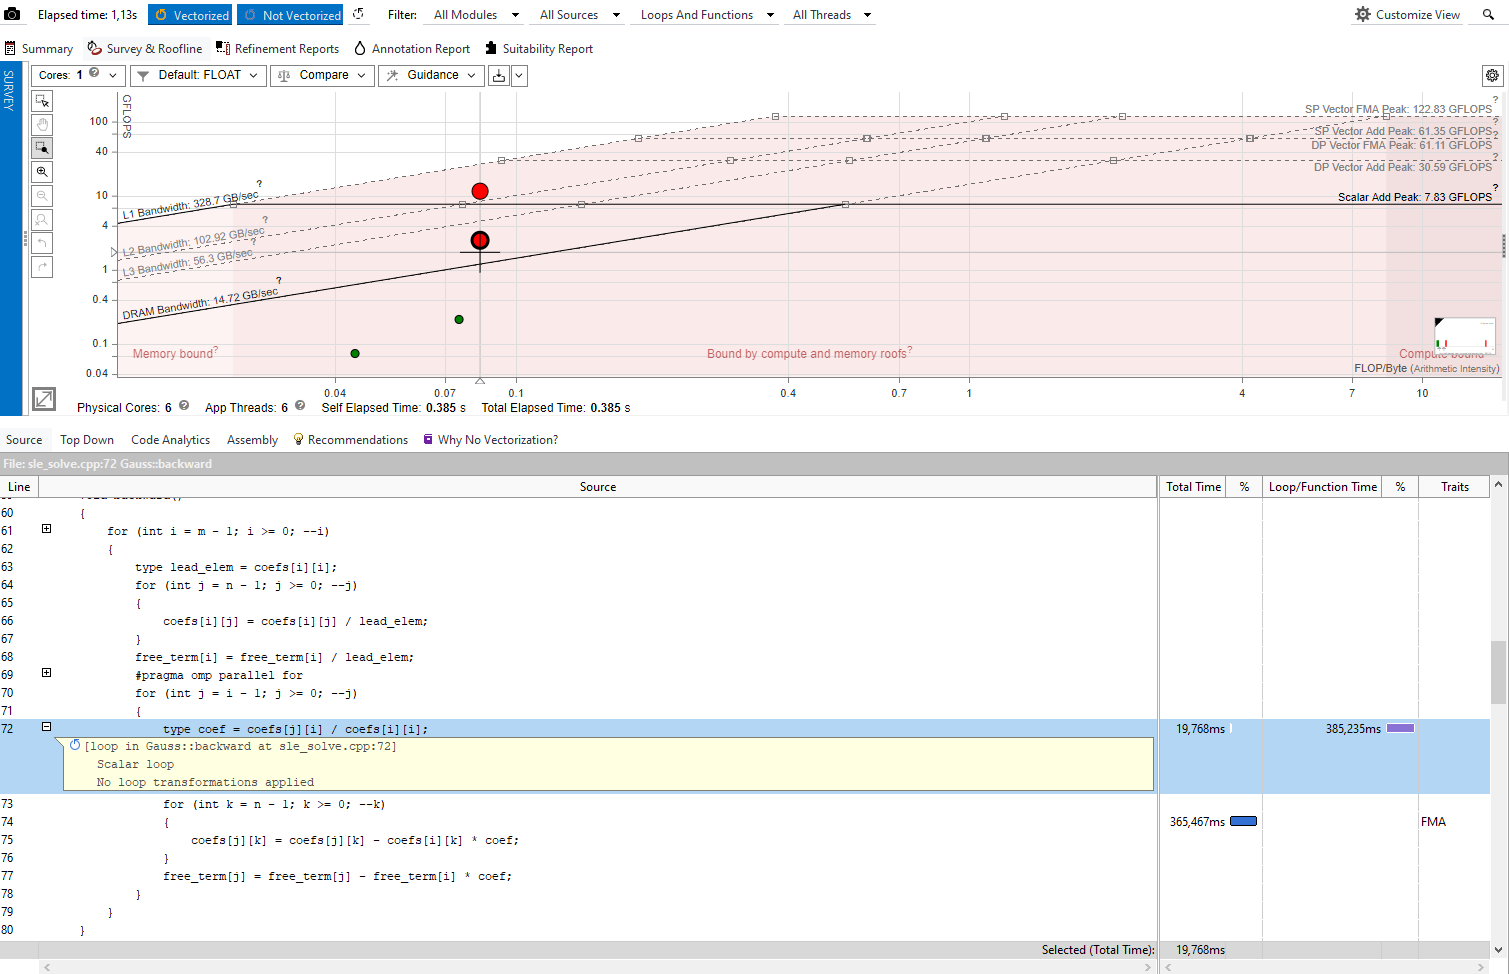 Elapsed time: 1,13s Vectorized Not Vectorized Filter: All Modules All Sources Loops And Functions All Threads Customize View
Summary Survey & Roofline Refinement Reports Annotation Report Suitability Report
SURVEY
Cores: 1 Default: FLOAT Compare Guidance
GFLOPS
100
40
10
4
1
0.4
0.1
0.04
SP Vector FMA Peak: 122.83 GFLOPS
SP Vector Add Peak: 61.35 GFLOPS
DP Vector FMA Peak: 61.11 GFLOPS
DP Vector Add Peak: 30.59 GFLOPS
Scalar Add Peak: 7.83 GFLOPS
L1 Bandwidth: 328.7 GB/sec
L2 Bandwidth: 102.92 GB/sec
L3 Bandwidth: 56.3 GB/sec
DRAM Bandwidth: 14.72 GB/sec
Memory bound? Bound by compute and memory roofs?
FLOP/Byte (Arithmetic Intensity)
0.04 0.07 0.1 0.4 0.7 1 4 7 10
Physical Cores: 6 App Threads: 6 Self Elapsed Time: 0.385 s Total Elapsed Time: 0.385 s
Source Top Down Code Analytics Assembly Recommendations Why No Vectorization?
File: sle_solve.cpp:72 Gauss::backward
Line Source Total Time % Loop/Function Time % Traits
60 {
61 for (int i = m - 1; i >= 0; --i)
62 {
63 type lead_elem = coefs[i][i];
64 for (int j = n - 1; j >= 0; --j)
65 {
66 coefs[i][j] = coefs[i][j] / lead_elem;
67 }
68 free_term[i] = free_term[i] / lead_elem;
69 #pragma omp parallel for
70 for (int j = i - 1; j >= 0; --j)
71 {
72 type coef = coefs[j][i] / coefs[i][i]; 19,768ms 385,235ms
[loop in Gauss::backward at sle_solve.cpp:72]
Scalar loop
No loop transformations applied
73 for (int k = n - 1; k >= 0; --k)
74 { 365,467ms FMA
75 coefs[j][k] = coefs[j][k] - coefs[i][k] * coef;
76 }
77 free_term[j] = free_term[j] - free_term[i] * coef;
78 }
79 }
80 }
Selected (Total Time): 19,768ms